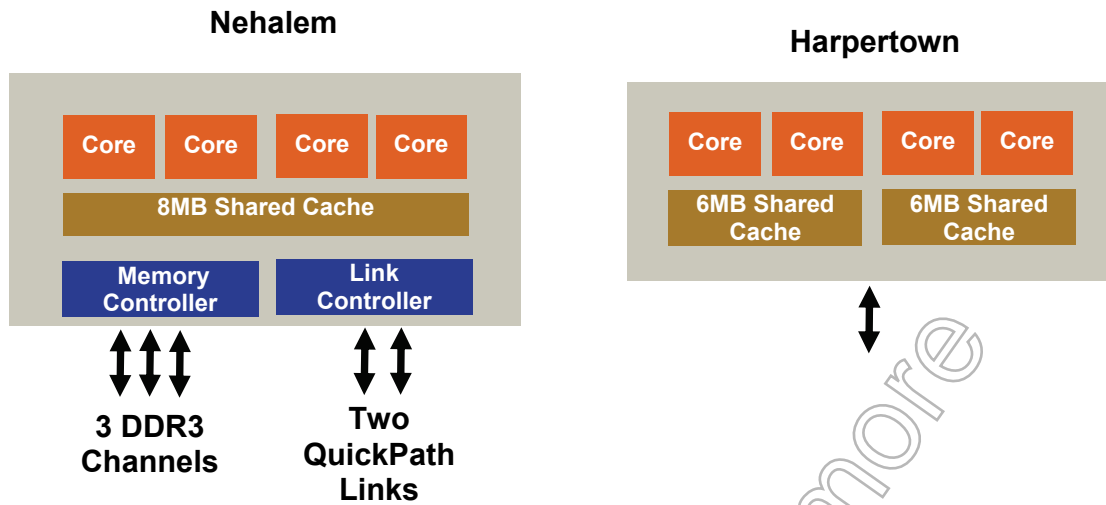 Nehalem
Core Core Core Core
8MB Shared Cache
Memory
Controller
Link
Controller
3 DDR3
Channels
Two
QuickPath
Links
Harpertown
Core Core Core Core
6MB Shared
Cache
6MB Shared
Cache
more